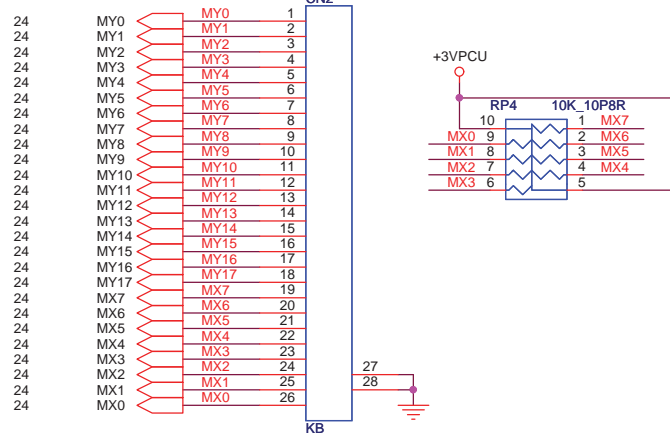 CN2
24 MY0 MY0 1
24 MY1 MY1 2
24 MY2 MY2 3
24 MY3 MY3 4
24 MY4 MY4 5
24 MY5 MY5 6
24 MY6 MY6 7
24 MY7 MY7 8
24 MY8 MY8 9
24 MY9 MY9 10
24 MY10 MY10 11
24 MY11 MY11 12
24 MY12 MY12 13
24 MY13 MY13 14
24 MY14 MY14 15
24 MY15 MY15 16
24 MY16 MY16 17
24 MY17 MY17 18
24 MX7 MX7 19
24 MX6 MX6 20
24 MX5 MX5 21
24 MX4 MX4 22
24 MX3 MX3 23
24 MX2 MX2 24
24 MX1 MX1 25
24 MX0 MX0 26
27
28
KB
+3VPCU
RP4 10K_10P8R
10 1 MX7
MX0 9 2 MX6
MX1 8 3 MX5
MX2 7 4 MX4
MX3 6 5